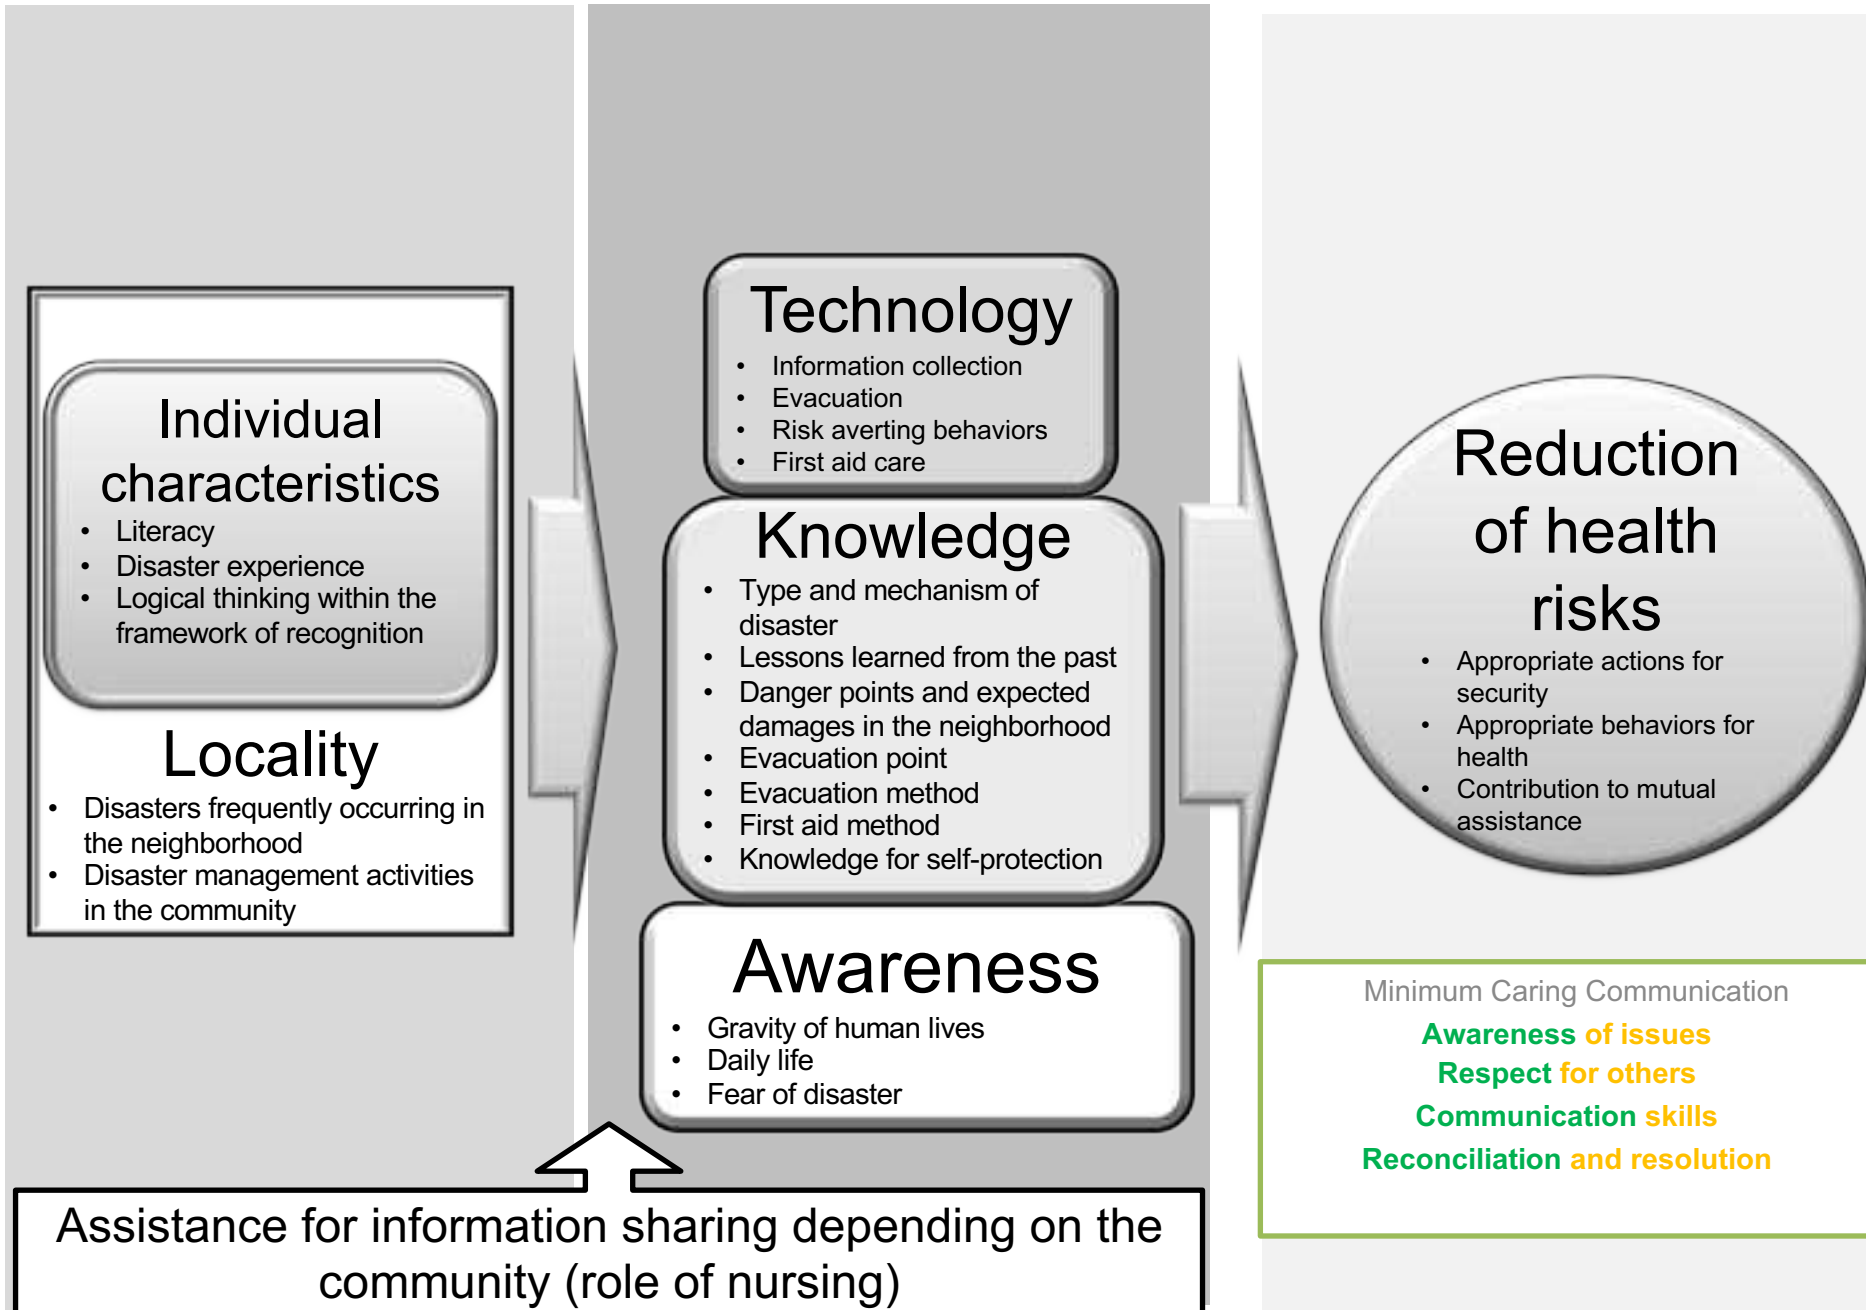 Individual
characteristics
• Literacy
• Disaster experience
• Logical thinking within the
framework of recognition
Locality
• Disasters frequently occurring in
the neighborhood
• Disaster management activities
in the community
Technology
• Information collection
• Evacuation
• Risk averting behaviors
• First aid care
Knowledge
• Type and mechanism of
disaster
• Lessons learned from the past
• Danger points and expected
damages in the neighborhood
• Evacuation point
• Evacuation method
• First aid method
• Knowledge for self-protection
Awareness
• Gravity of human lives
• Daily life
• Fear of disaster
Assistance for information sharing depending on the
community (role of nursing)
Reduction
of health
risks
• Appropriate actions for
security
• Appropriate behaviors for
health
• Contribution to mutual
assistance
Minimum Caring Communication
Awareness of issues
Respect for others
Communication skills
Reconciliation and resolution